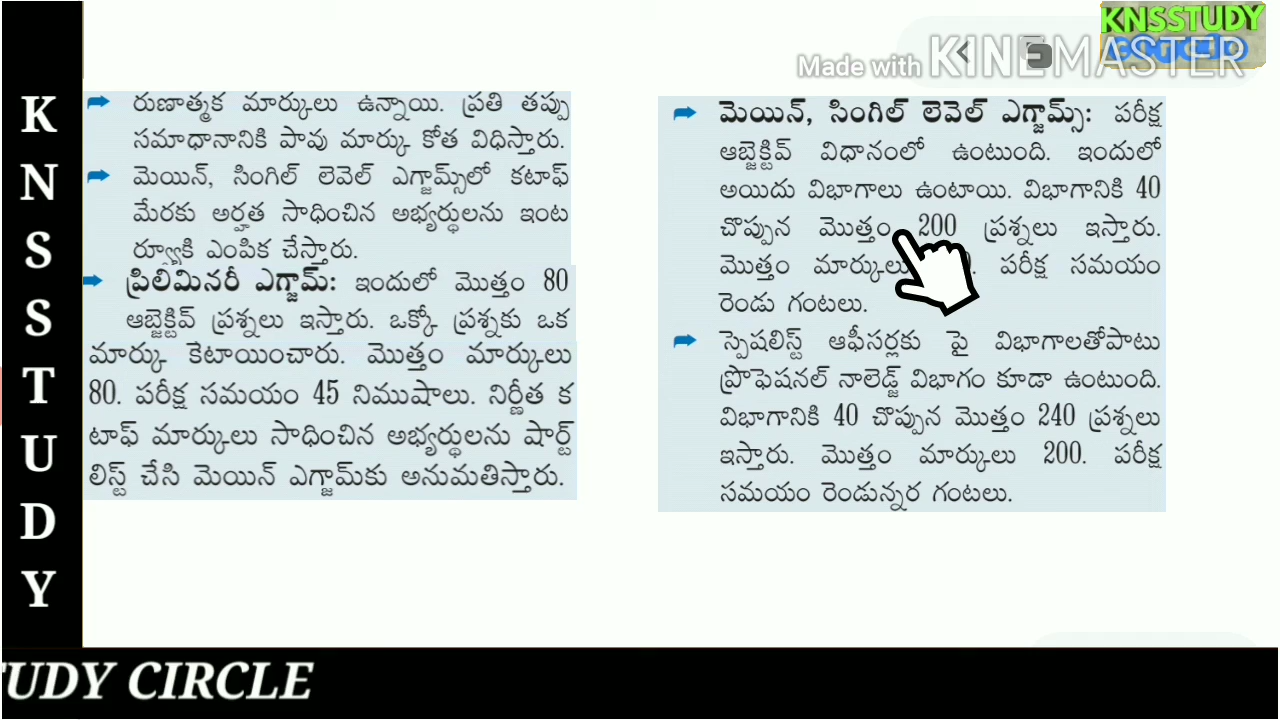 KNSSTUDY
Made with KINEMASTER
KNSSTUDY
రుణాత్మక మార్కులు ఉన్నాయి. ప్రతి తప్పు
సమాధానానికి పావు మార్కు కోత విధిస్తారు.
మెయిన్, సింగిల్ లెవెల్ ఎగ్జామ్స్‌లో కటాఫ్
మేరకు అర్హత సాధించిన అభ్యర్థులను ఇంట
ర్వ్యూకి ఎంపిక చేస్తారు.
ప్రిలిమినరీ ఎగ్జామ్: ఇందులో మొత్తం 80
ఆబ్జెక్టివ్ ప్రశ్నలు ఇస్తారు. ఒక్కో ప్రశ్నకు ఒక
మార్కు కేటాయించారు. మొత్తం మార్కులు
80. పరీక్ష సమయం 45 నిముషాలు. నిర్ణీత క
టాఫ్ మార్కులు సాధించిన అభ్యర్థులను షార్ట్
లిస్ట్ చేసి మెయిన్ ఎగ్జామ్‌కు అనుమతిస్తారు.
మెయిన్, సింగిల్ లెవెల్ ఎగ్జామ్స్: పరీక్ష
ఆబ్జెక్టివ్ విధానంలో ఉంటుంది. ఇందులో
అయిదు విభాగాలు ఉంటాయి. విభాగానికి 40
చొప్పున మొత్తం 200 ప్రశ్నలు ఇస్తారు.
మొత్తం మార్కులు పరీక్ష సమయం
రెండు గంటలు.
స్పెషలిస్ట్ ఆఫీసర్లకు పై విభాగాలతోపాటు
ప్రొఫెషనల్ నాలెడ్జ్ విభాగం కూడా ఉంటుంది.
విభాగానికి 40 చొప్పున మొత్తం 240 ప్రశ్నలు
ఇస్తారు. మొత్తం మార్కులు 200. పరీక్ష
సమయం రెండున్నర గంటలు.
TUDY CIRCLE